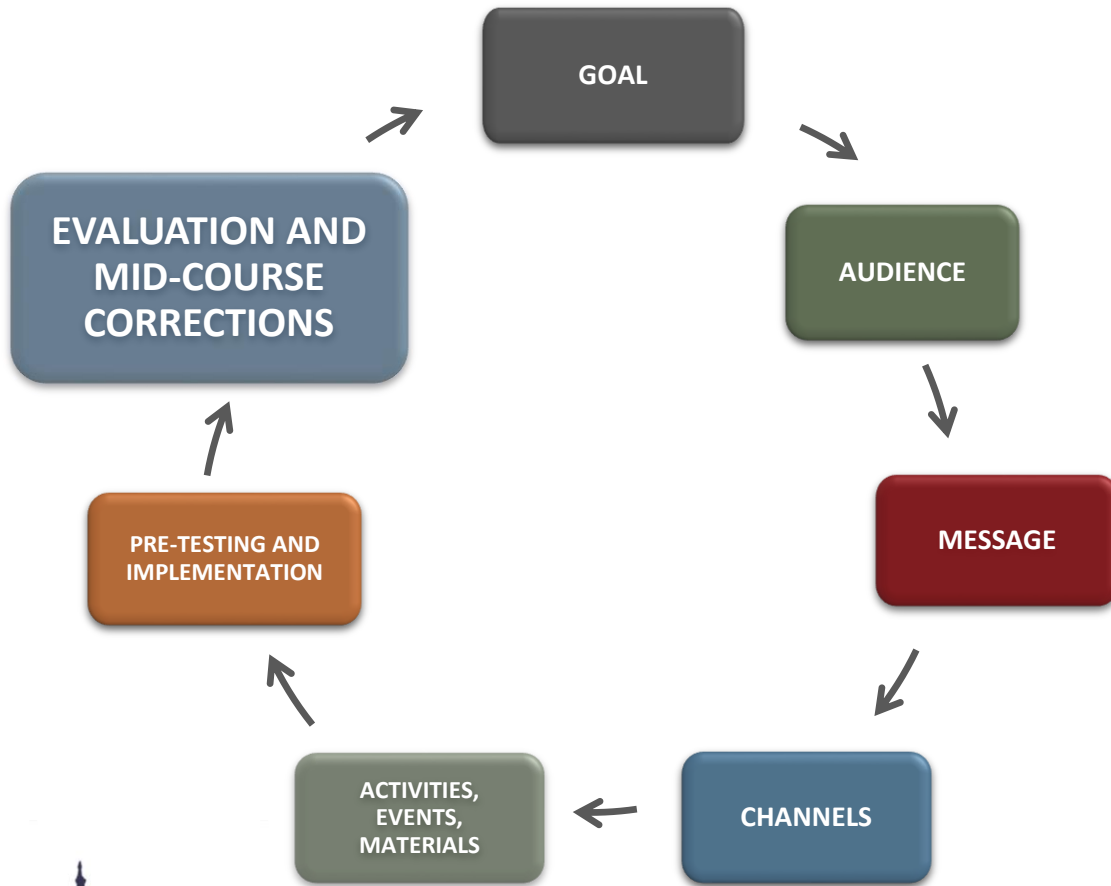 GOAL
AUDIENCE
MESSAGE
CHANNELS
ACTIVITIES,
EVENTS,
MATERIALS
PRE-TESTING AND
IMPLEMENTATION
EVALUATION AND
MID-COURSE
CORRECTIONS